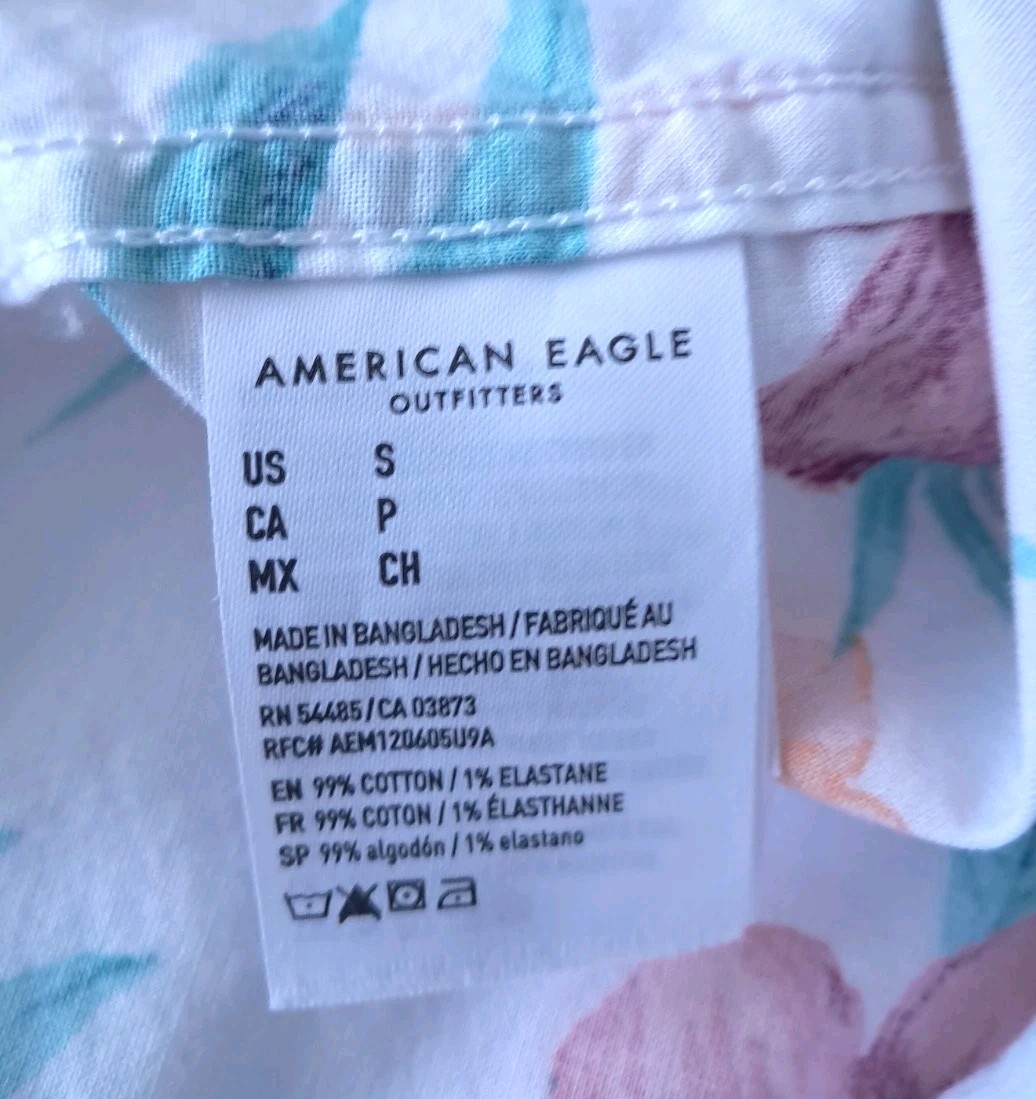 AMERICAN EAGLE
OUTFITTERS
US S
CA P
MX CH
MADE IN BANGLADESH / FABRIQUÉ AU
BANGLADESH / HECHO EN BANGLADESH
RN 54485 / CA 03873
RFC# AEM120605U9A
EN 99% COTTON / 1% ELASTANE
FR 99% COTON / 1% ÉLASTHANNE
SP 99% algodón / 1% elastano